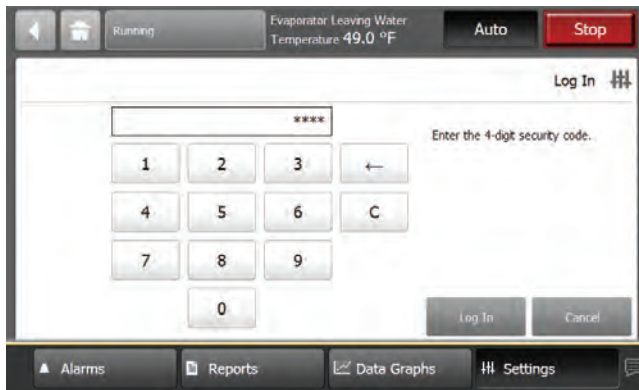 Running
Evaporator Leaving Water
Temperature 49.0 °F
Auto
Stop
Log In
****
Enter the 4-digit security code.
1 2 3 ←
4 5 6 C
7 8 9
0
Log In
Cancel
Alarms
Reports
Data Graphs
Settings